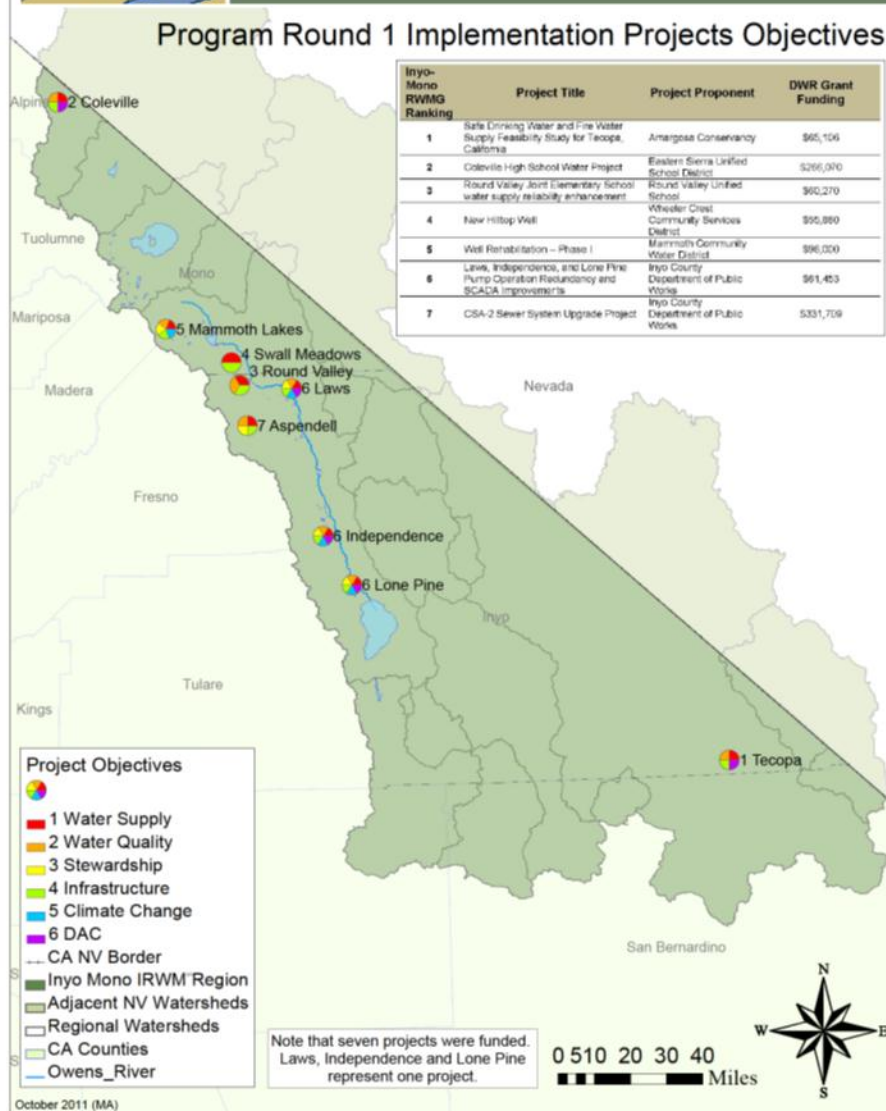 Program Round 1 Implementation Projects Objectives
Inyo-
Mono
RWMG
Ranking
Project Title
Project Proponent
DWR Grant
Funding
1
Safe Drinking Water and Fire Water
Supply Feasibility Study for Tecopa,
California
Amargosa Conservancy
$65,106
2
Coleville High School Water Project
Eastern Sierra Unified
School District
$266,070
3
Round Valley Joint Elementary School
water supply reliability enhancement
Round Valley Unified
School
$60,270
4
New Hilltop Well
Wheeler Crest
Community Services
District
$55,880
5
Well Rehabilitation – Phase I
Mammoth Community
Water District
$96,000
6
Laws, Independence, and Lone Pine
Pump Operation Redundancy and
SCADA Improvements
Inyo County
Department of Public
Works
$61,453
7
CSA-2 Sewer System Upgrade Project
Inyo County
Department of Public
Works
$331,709
2 Coleville
Tuolumne
Mono
Mariposa
5 Mammoth Lakes
4 Swall Meadows
3 Round Valley
6 Laws
Nevada
Madera
7 Aspendell
Fresno
6 Independence
6 Lone Pine
Inyo
Tulare
Kings
1 Tecopa
San Bernardino
Project Objectives
1 Water Supply
2 Water Quality
3 Stewardship
4 Infrastructure
5 Climate Change
6 DAC
CA NV Border
Inyo Mono IRWM Region
Adjacent NV Watersheds
Regional Watersheds
CA Counties
Owens_River
Note that seven projects were funded.
Laws, Independence and Lone Pine
represent one project.
0 5 10 20 30 40
Miles
N
W
E
S
October 2011 (MA)